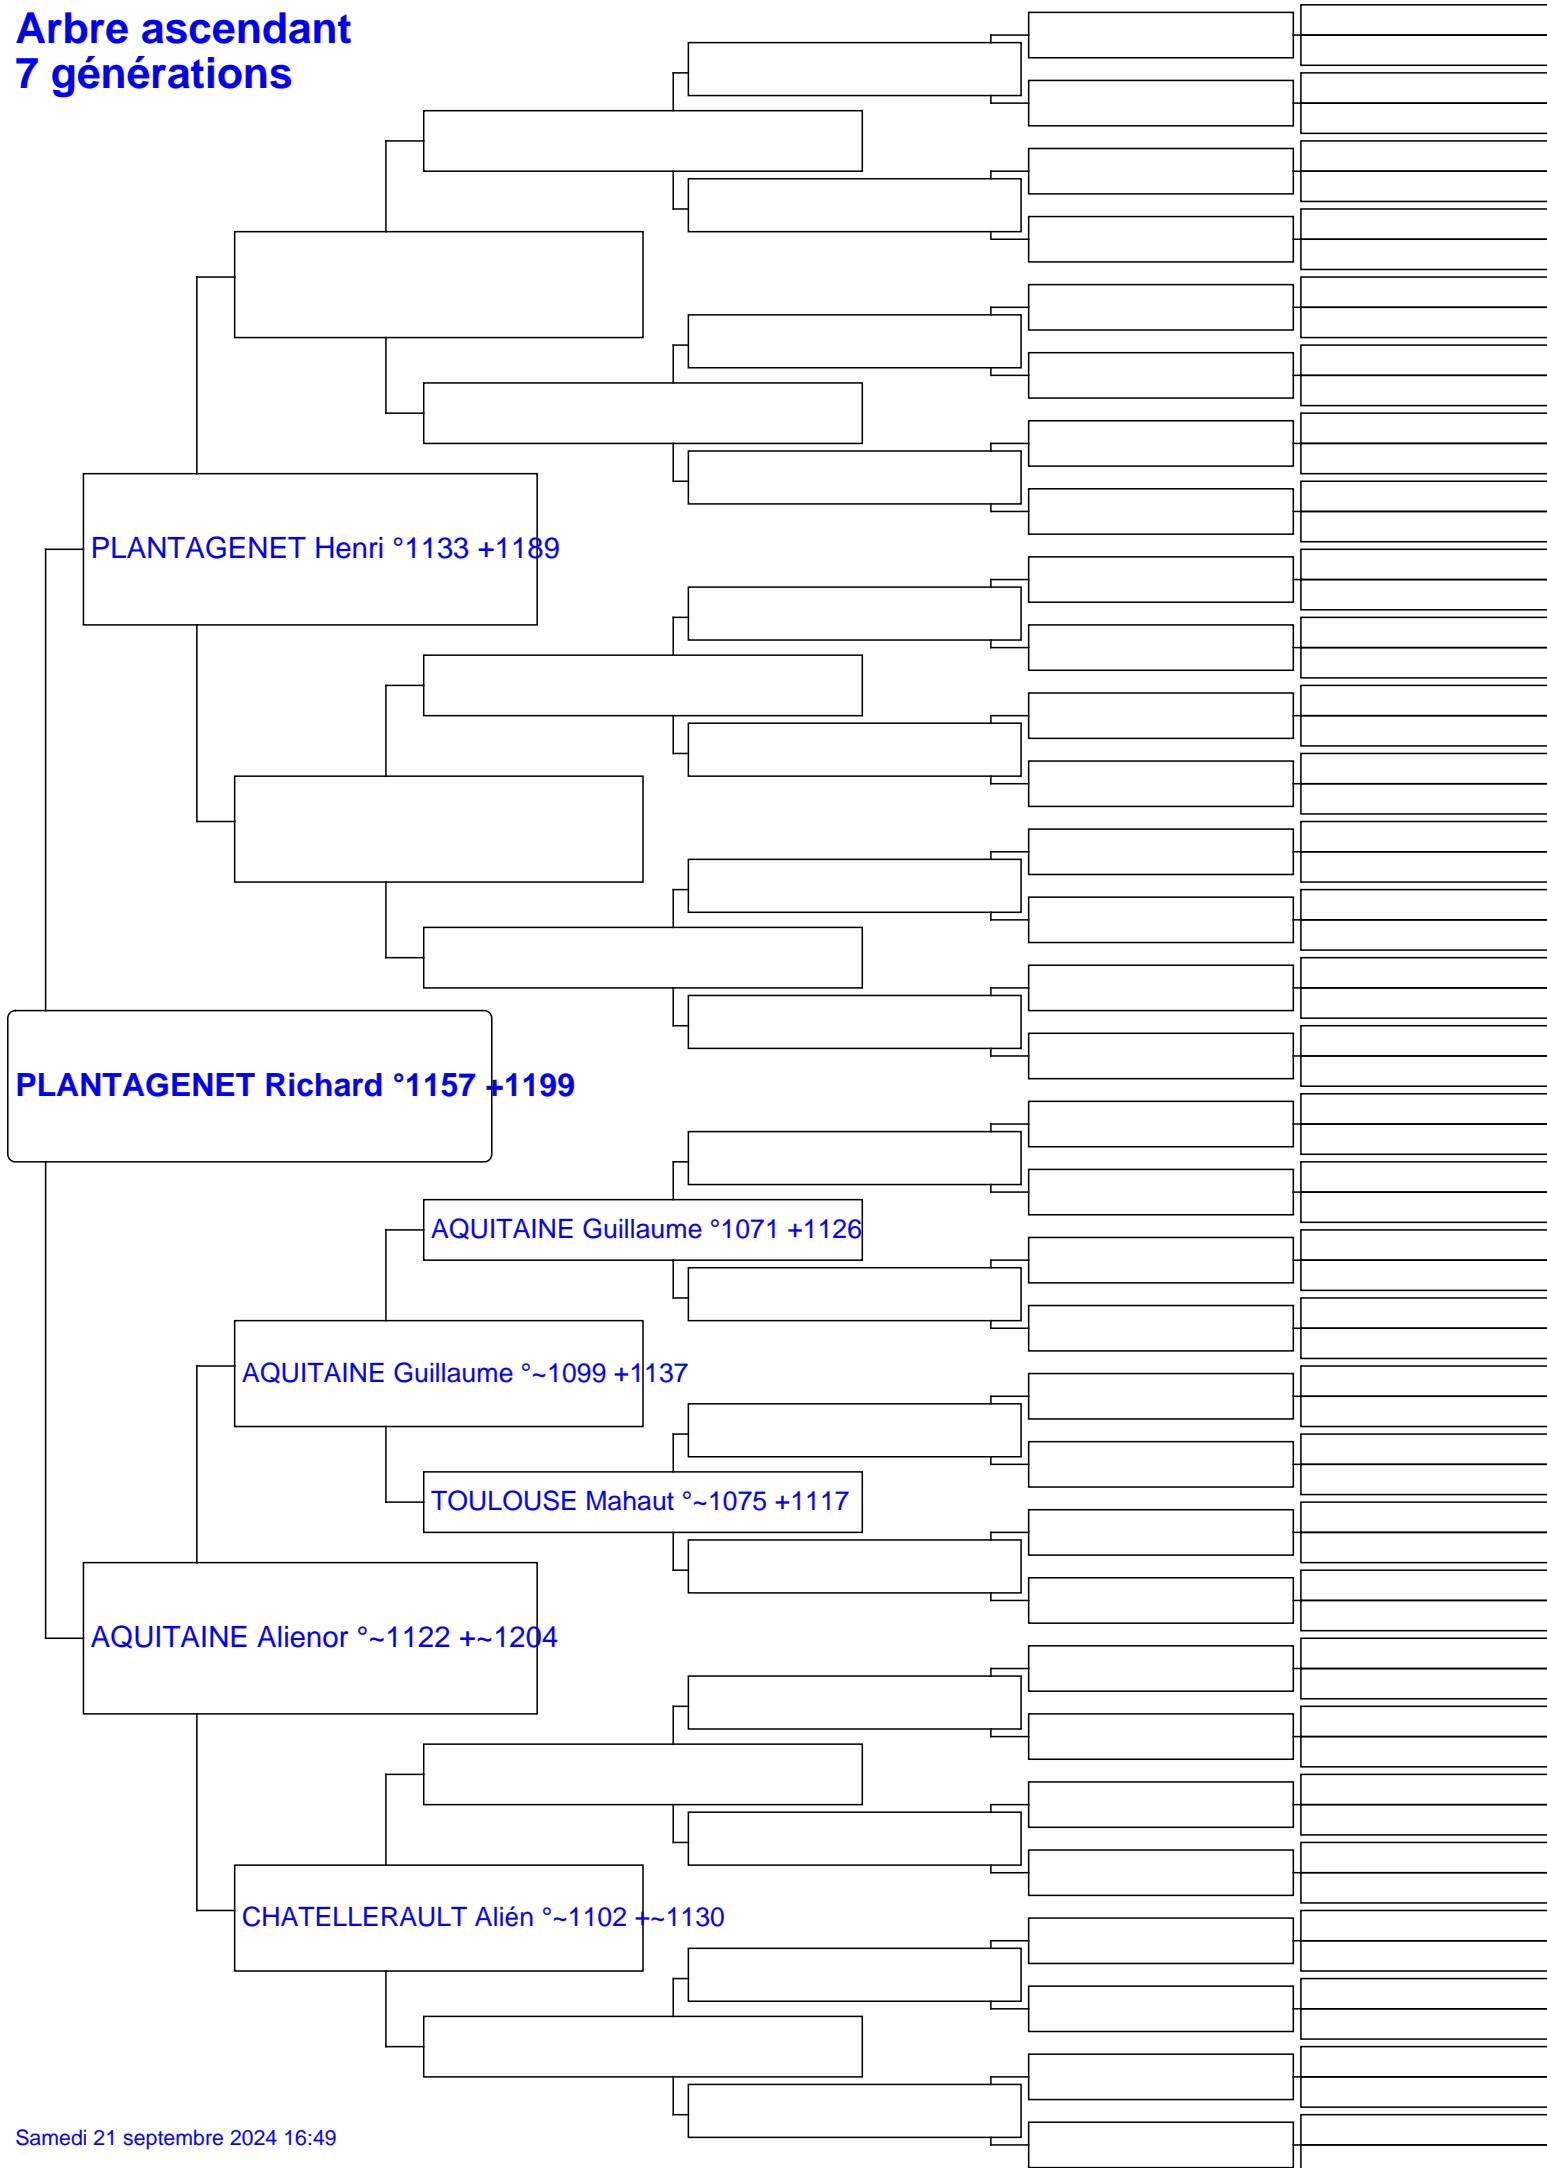 Arbre ascendant
7 générations
PLANTAGENET Henri °1133 +1189
PLANTAGENET Richard °1157 +1199
AQUITAINE Guillaume °1071 +1126
AQUITAINE Guillaume °~1099 +1137
TOULOUSE Mahaut °~1075 +1117
AQUITAINE Alienor °~1122 +~1204
CHATELLERAULT Alién °~1102 +~1130
Samedi 21 septembre 2024 16:49